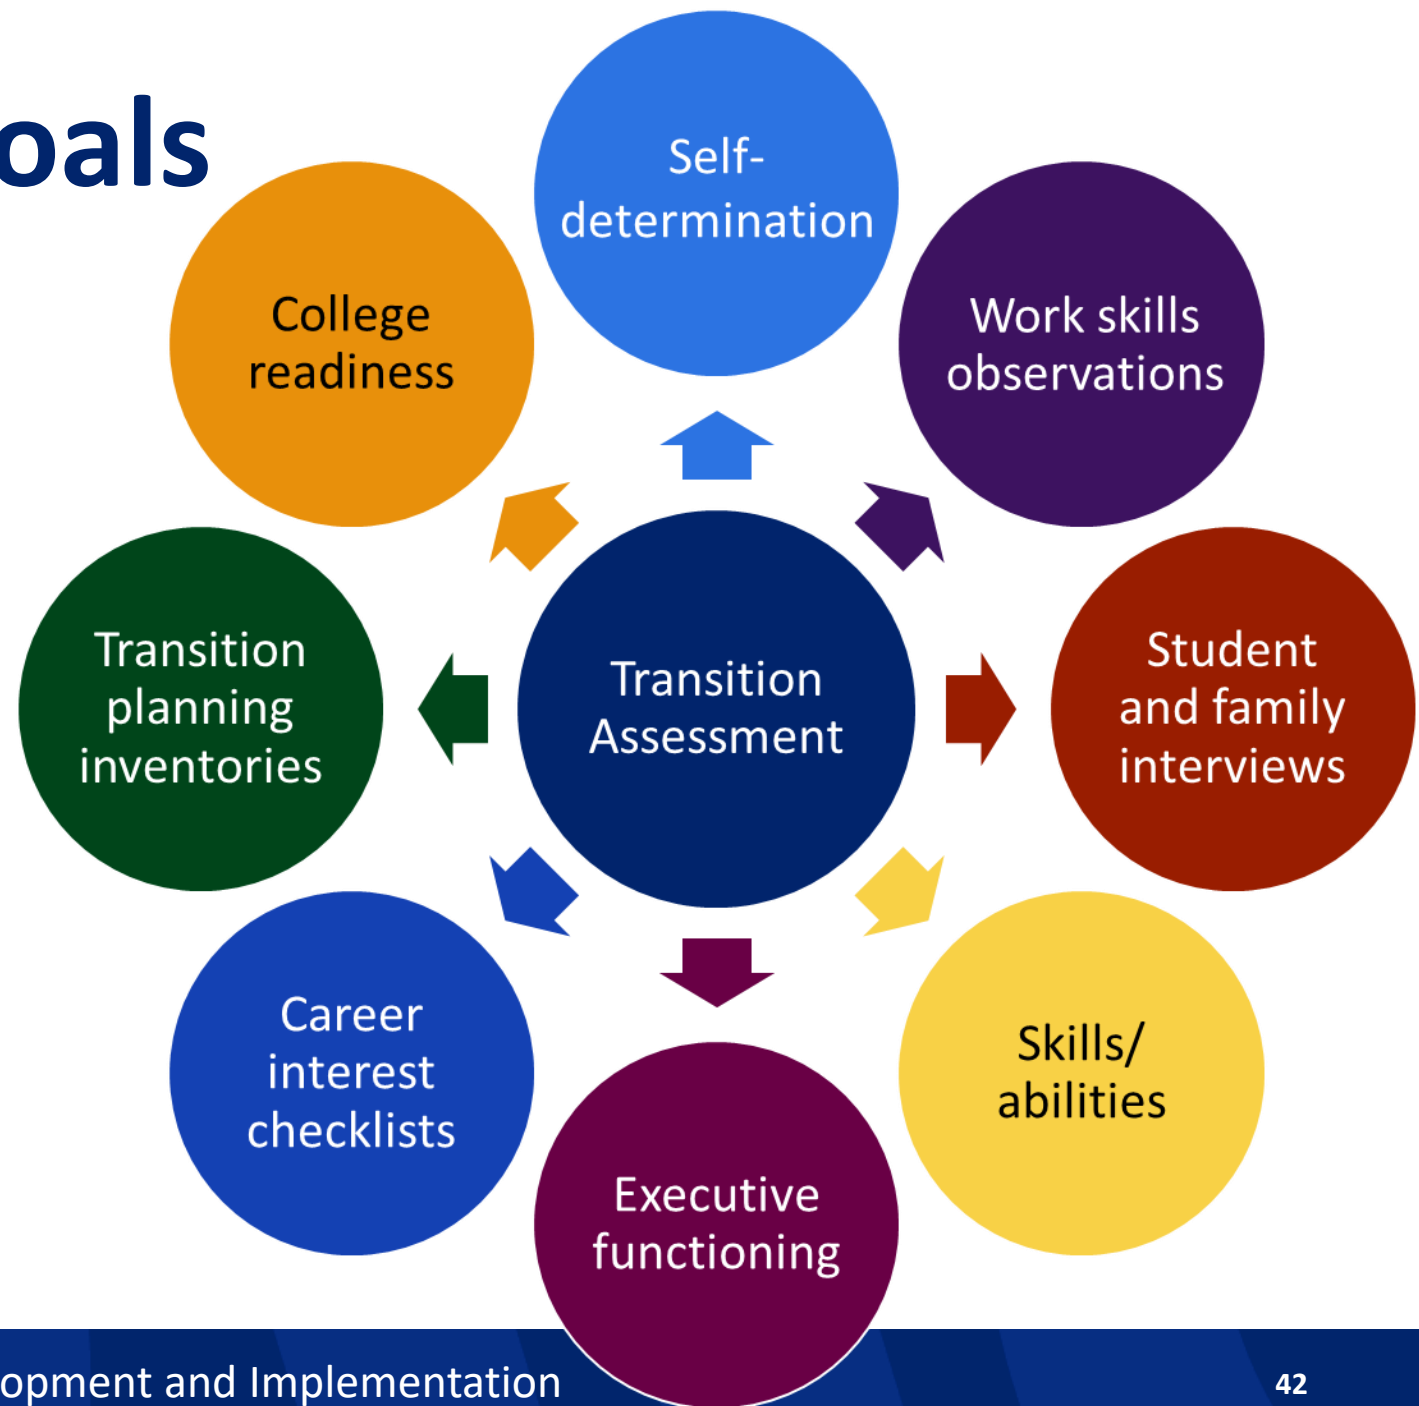 oals
Self-
determination
Work skills
observations
Student
and family
interviews
Skills/
abilities
Executive
functioning
Career
interest
checklists
Transition
planning
inventories
College
readiness
Transition
Assessment
opment and Implementation
42